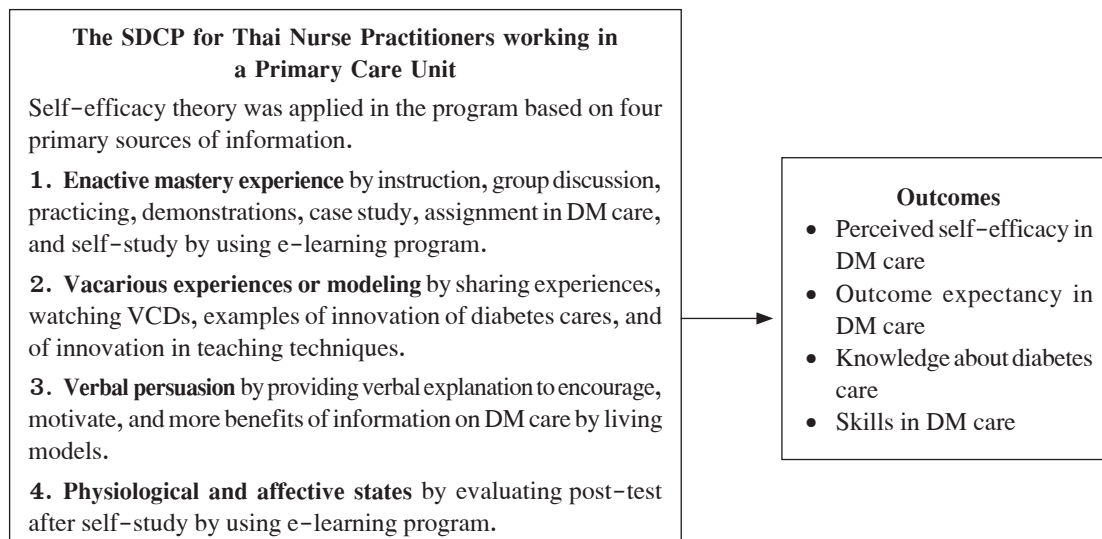 The SDCP for Thai Nurse Practitioners working in
a Primary Care Unit
Self-efficacy theory was applied in the program based on four
primary sources of information.
1. Enactive mastery experience by instruction, group discussion,
practicing, demonstrations, case study, assignment in DM care,
and self-study by using e-learning program.
2. Vacarious experiences or modeling by sharing experiences,
watching VCDs, examples of innovation of diabetes cares, and
of innovation in teaching techniques.
3. Verbal persuasion by providing verbal explanation to encourage,
motivate, and more benefits of information on DM care by living
models.
4. Physiological and affective states by evaluating post-test
after self-study by using e-learning program.
Outcomes
• Perceived self-efficacy in
DM care
• Outcome expectancy in
DM care
• Knowledge about diabetes
care
• Skills in DM care